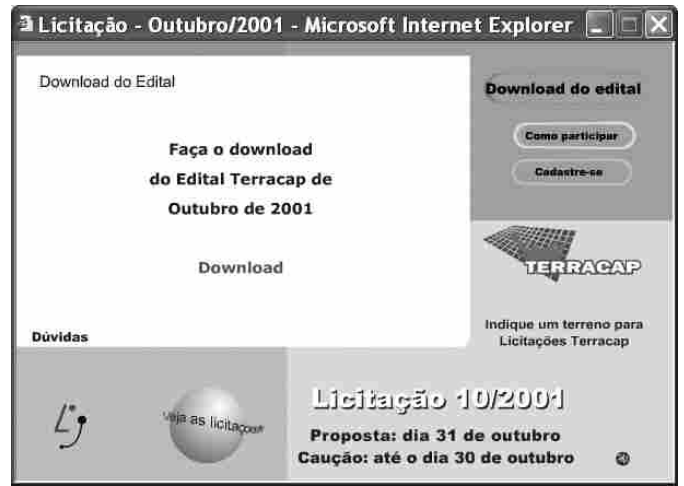 Licitação - Outubro/2001 - Microsoft Internet Explorer
Download do Edital
Faça o download
do Edital Terracap de
Outubro de 2001
Download
Dúvidas
Download do edital
Como participar
Cadastre-se
TERRACAP
Indique um terreno para
Licitações Terracap
Lj
veja as licitações
Licitação 10/2001
Proposta: dia 31 de outubro
Caução: até o dia 30 de outubro